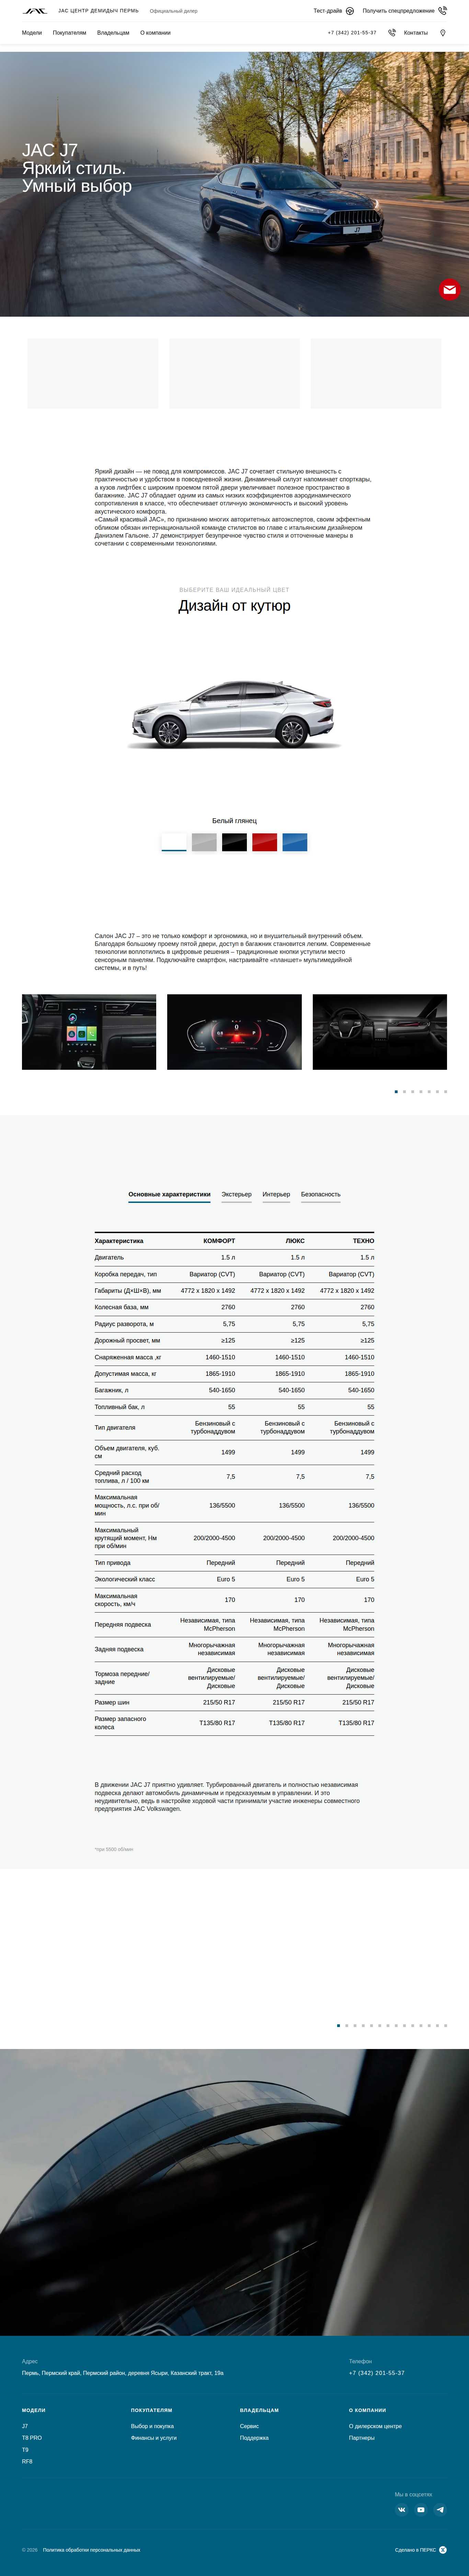 JAC
JAC ЦЕНТР ДЕМИДЫЧ ПЕРМЬ
Официальный дилер
Тест-драйв
Получить спецпредложение
Модели
Покупателям
Владельцам
О компании
+7 (342) 201-55-37
Контакты
JAC J7
Яркий стиль.
Умный выбор
Яркий дизайн — не повод для компромиссов. JAC J7 сочетает стильную внешность с
практичностью и удобством в повседневной жизни. Динамичный силуэт напоминает спорткары,
а кузов лифтбек с широким проемом пятой двери увеличивает полезное пространство в
багажнике. JAC J7 обладает одним из самых низких коэффициентов аэродинамического
сопротивления в классе, что обеспечивает отличную экономичность и высокий уровень
акустического комфорта.
«Самый красивый JAC», по признанию многих авторитетных автоэкспертов, своим эффектным
обликом обязан интернациональной команде стилистов во главе с итальянским дизайнером
Даниэлем Гальоне. J7 демонстрирует безупречное чувство стиля и отточенные манеры в
сочетании с современными технологиями.
ВЫБЕРИТЕ ВАШ ИДЕАЛЬНЫЙ ЦВЕТ
Дизайн от кутюр
Белый глянец
Салон JAC J7 – это не только комфорт и эргономика, но и внушительный внутренний объем.
Благодаря большому проему пятой двери, доступ в багажник становится легким. Современные
технологии воплотились в цифровые решения – традиционные кнопки уступили место
сенсорным панелям. Подключайте смартфон, настраивайте «планшет» мультимедийной
системы, и в путь!
Основные характеристики
Экстерьер
Интерьер
Безопасность
Характеристика КОМФОРТ ЛЮКС ТЕХНО
Двигатель 1.5 л 1.5 л 1,5 л
Коробка передач, тип Вариатор (CVT) Вариатор (CVT) Вариатор (CVT)
Габариты (Д×Ш×В), мм 4772 x 1820 x 1492 4772 x 1820 x 1492 4772 x 1820 x 1492
Колесная база, мм 2760 2760 2760
Радиус разворота, м 5,75 5,75 5,75
Дорожный просвет, мм ≥125 ≥125 ≥125
Снаряженная масса ,кг 1460-1510 1460-1510 1460-1510
Допустимая масса, кг 1865-1910 1865-1910 1865-1910
Багажник, л 540-1650 540-1650 540-1650
Топливный бак, л 55 55 55
Тип двигателя Бензиновый с турбонаддувом Бензиновый с турбонаддувом Бензиновый с турбонаддувом
Объем двигателя, куб. см 1499 1499 1499
Средний расход топлива, л / 100 км 7,5 7,5 7,5
Максимальная мощность, л.с. при об/мин 136/5500 136/5500 136/5500
Максимальный крутящий момент, Нм при об/мин 200/2000-4500 200/2000-4500 200/2000-4500
Тип привода Передний Передний Передний
Экологический класс Euro 5 Euro 5 Euro 5
Максимальная скорость, км/ч 170 170 170
Передняя подвеска Независимая, типа McPherson Независимая, типа McPherson Независимая, типа McPherson
Задняя подвеска Многорычажная независимая Многорычажная независимая Многорычажная независимая
Тормоза передние/задние Дисковые вентилируемые/Дисковые Дисковые вентилируемые/Дисковые Дисковые вентилируемые/Дисковые
Размер шин 215/50 R17 215/50 R17 215/50 R17
Размер запасного колеса T135/80 R17 T135/80 R17 T135/80 R17
В движении JAC J7 приятно удивляет. Турбированный двигатель и полностью независимая
подвеска делают автомобиль динамичным и предсказуемым в управлении. И это
неудивительно, ведь в настройке ходовой части принимали участие инженеры совместного
предприятия JAC Volkswagen.
*при 5500 об/мин
Адрес
Пермь, Пермский край, Пермский район, деревня Ясыри, Казанский тракт, 19а
Телефон
+7 (342) 201-55-37
МОДЕЛИ
J7
T8 PRO
T9
RF8
ПОКУПАТЕЛЯМ
Выбор и покупка
Финансы и услуги
ВЛАДЕЛЬЦАМ
Сервис
Поддержка
О КОМПАНИИ
О дилерском центре
Партнеры
Мы в соцсетях
© 2026
Политика обработки персональных данных
Сделано в ПЕРКС